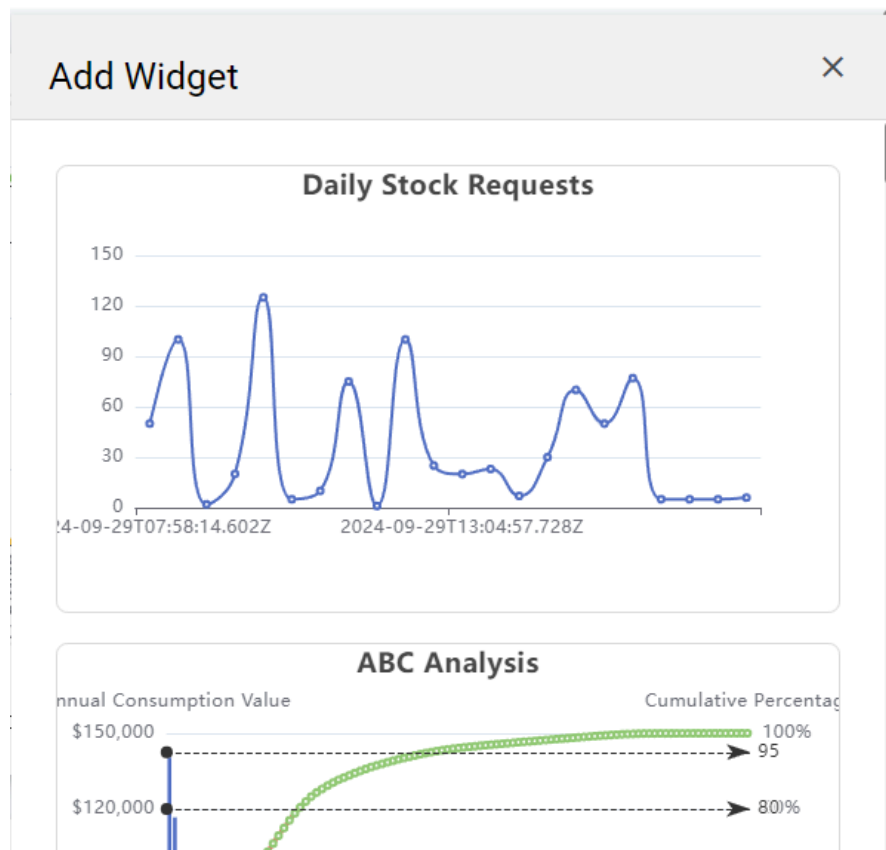 Add Widget
Daily Stock Requests
150
120
90
60
30
0
24-09-29T07:58:14.602Z 2024-09-29T13:04:57.728Z
ABC Analysis
nnual Consumption Value Cumulative Percentag
$150,000 100%
95
$120,000 80%